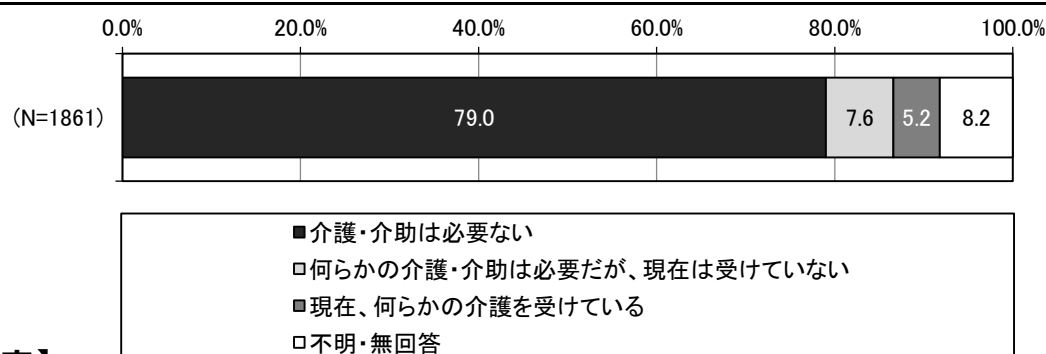 0.0% 20.0% 40.0% 60.0% 80.0% 100.0%
(N=1861) 79.0 7.6 5.2 8.2
■介護・介助は必要ない
□何らかの介護・介助は必要だが、現在は受けていない
■現在、何らかの介護を受けている
□不明・無回答